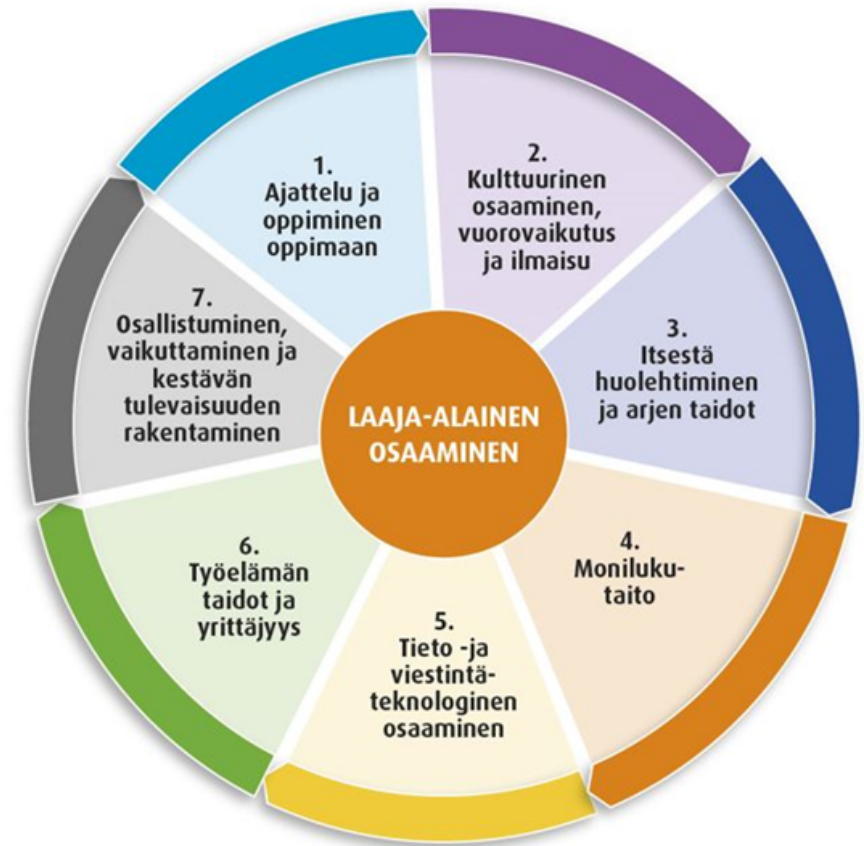 1.
Ajattelu ja
oppiminen
oppimaan
2.
Kulttuurinen
osaaminen,
vuorovaikutus
ja ilmaisu
3.
Itsestä
huolehtiminen
ja arjen taidot
4.
Moniluku-
taito
5.
Tieto -ja
viestintä-
teknologinen
osaaminen
6.
Työelämän
taidot ja
yrittäjyys
7.
Osallistuminen,
vaikuttaminen ja
kestävän
tulevaisuuden
rakentaminen
LAAJA-ALAINEN
OSAAMINEN